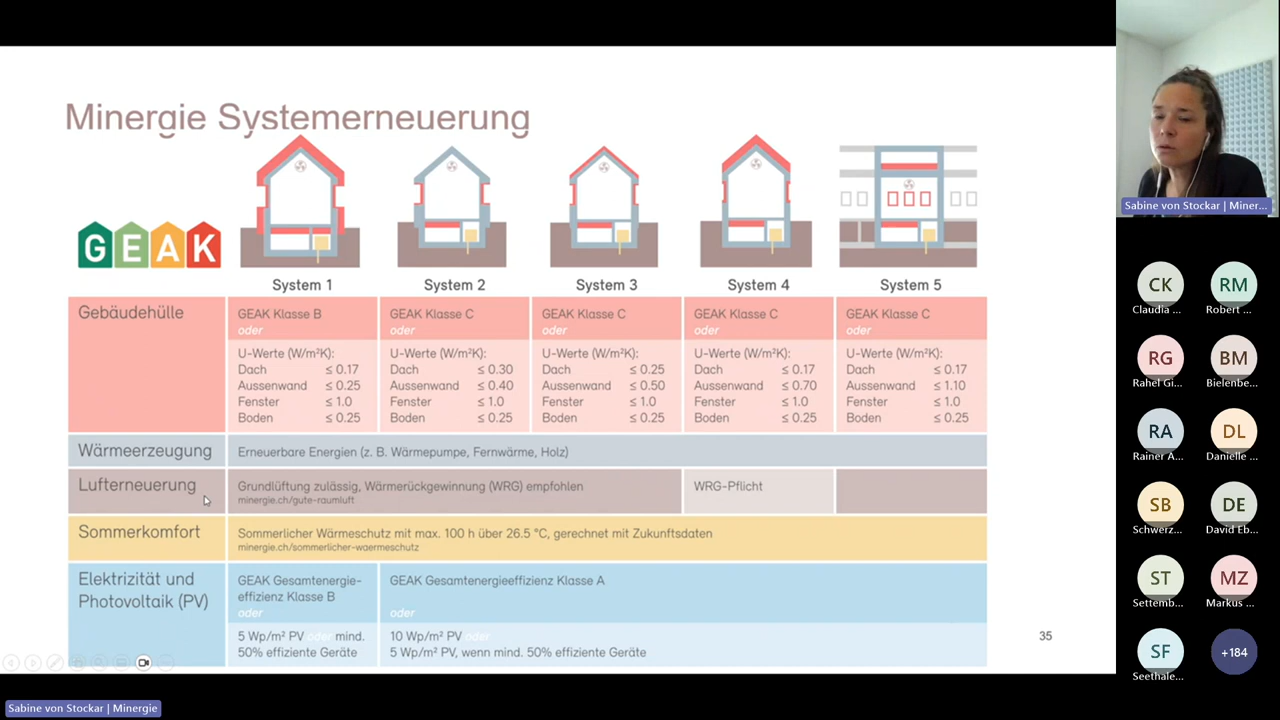 Minergie Systemerneuerung
GEAK
System 1
System 2
System 3
System 4
System 5
Gebäudehülle
GEAK Klasse B
oder
U-Werte (W/m²K):
Dach ≤ 0.17
Aussenwand ≤ 0.25
Fenster ≤ 1.0
Boden ≤ 0.25
GEAK Klasse C
oder
U-Werte (W/m²K):
Dach ≤ 0.30
Aussenwand ≤ 0.40
Fenster ≤ 1.0
Boden ≤ 0.25
GEAK Klasse C
oder
U-Werte (W/m²K):
Dach ≤ 0.25
Aussenwand ≤ 0.50
Fenster ≤ 1.0
Boden ≤ 0.25
GEAK Klasse C
oder
U-Werte (W/m²K):
Dach ≤ 0.17
Aussenwand ≤ 0.70
Fenster ≤ 1.0
Boden ≤ 0.25
GEAK Klasse C
oder
U-Werte (W/m²K):
Dach ≤ 0.17
Aussenwand ≤ 1.10
Fenster ≤ 1.0
Boden ≤ 0.25
Wärmeerzeugung
Erneuerbare Energien (z. B. Wärmepumpe, Fernwärme, Holz)
Lufterneuerung
Grundlüftung zulässig, Wärmerückgewinnung (WRG) empfohlen
minergie.ch/gute-raumluft
WRG-Pflicht
Sommerkomfort
Sommerlicher Wärmeschutz mit max. 100 h über 26.5 °C, gerechnet mit Zukunftsdaten
minergie.ch/sommerlicher-waermeschutz
Elektrizität und
Photovoltaik (PV)
GEAK Gesamtenergie-
effizienz Klasse B
oder
5 Wp/m² PV oder mind.
50% effiziente Geräte
GEAK Gesamtenergieeffizienz Klasse A
oder
10 Wp/m² PV oder
5 Wp/m² PV, wenn mind. 50% effiziente Geräte
35
Sabine von Stockar | Minergie
Sabine von Stockar | Miner...
CK
Claudia ...
RM
Robert ...
RG
Rahel Gi...
BM
Bielenbe...
RA
Rainer A...
DL
Danielle ...
SB
Schwerz...
DE
David Eb...
ST
Settemb...
MZ
Markus ...
SF
Seethale...
+184